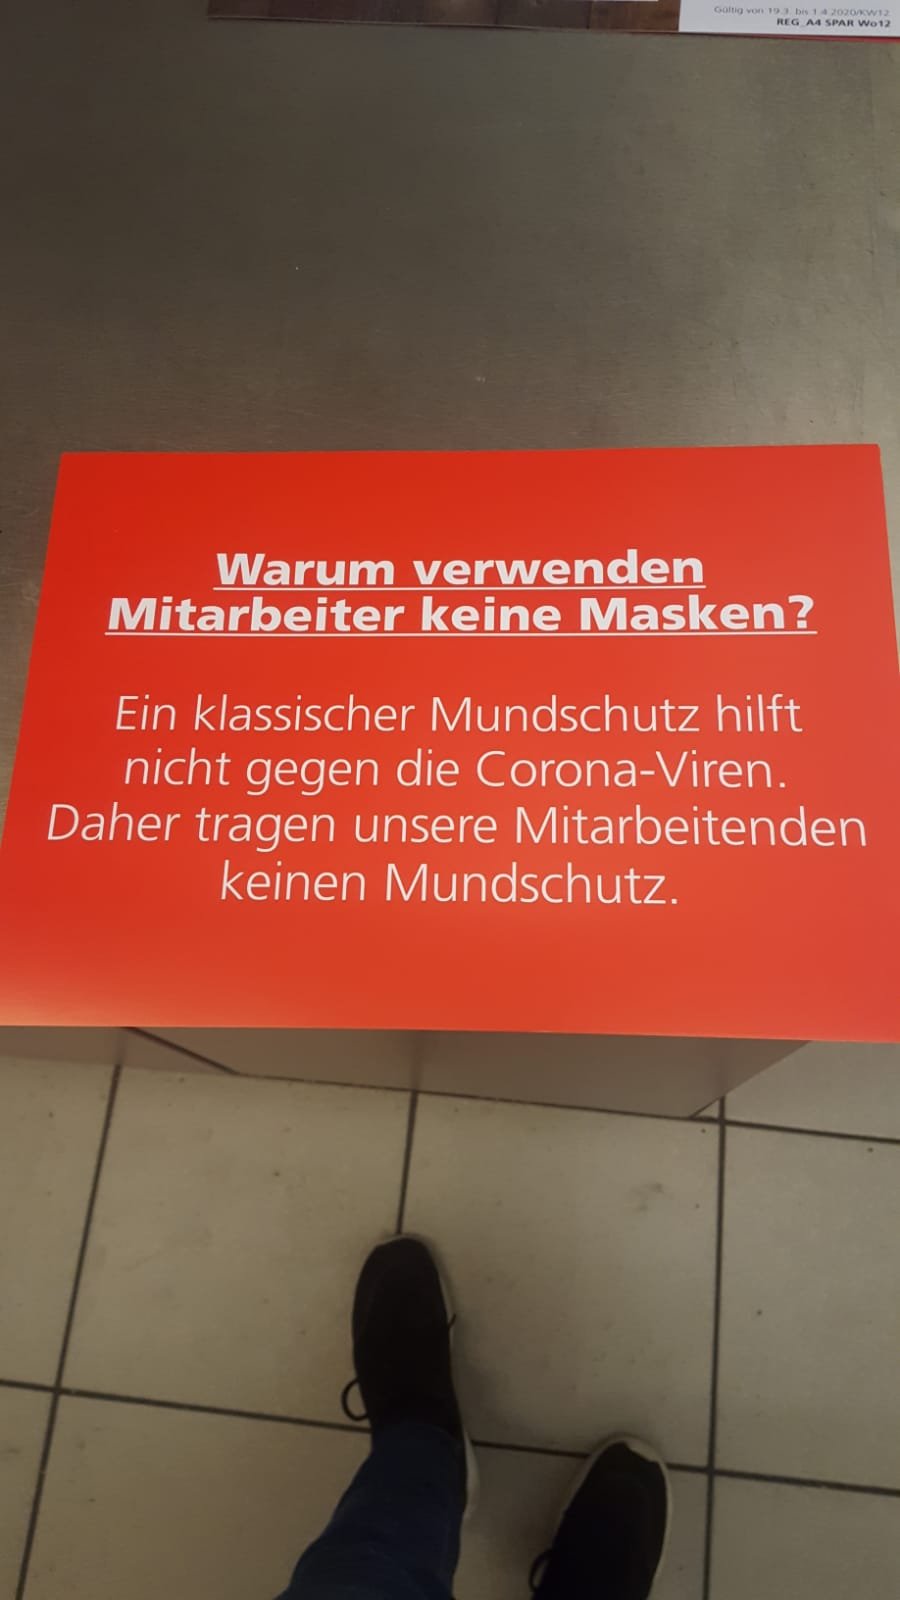 Gültig von 19.3. bis 1.4.2020/KW12
REG_A4 SPAR Wo12
Warum verwenden
Mitarbeiter keine Masken?
Ein klassischer Mundschutz hilft
nicht gegen die Corona-Viren.
Daher tragen unsere Mitarbeitenden
keinen Mundschutz.